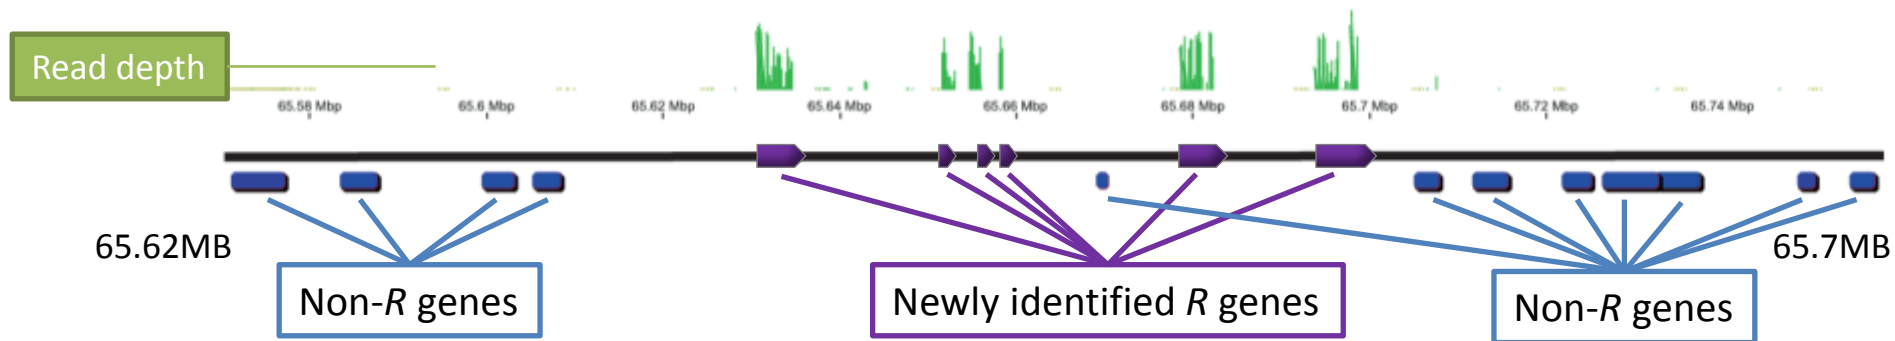 Read depth
65.58 Mbp 65.6 Mbp 65.62 Mbp 65.64 Mbp 65.66 Mbp 65.68 Mbp 65.7 Mbp 65.72 Mbp 65.74 Mbp
65.62MB
65.7MB
Non-R genes
Newly identified R genes
Non-R genes